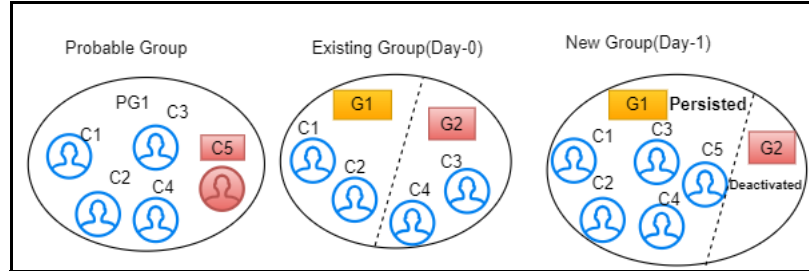 Probable Group
PG1
C1
C3
C5
C2
C4
Existing Group(Day-0)
G1
G2
C1
C2
C3
C4
New Group(Day-1)
G1 Persisted
G2
C1
C3
C5
C2
C4
Deactivated